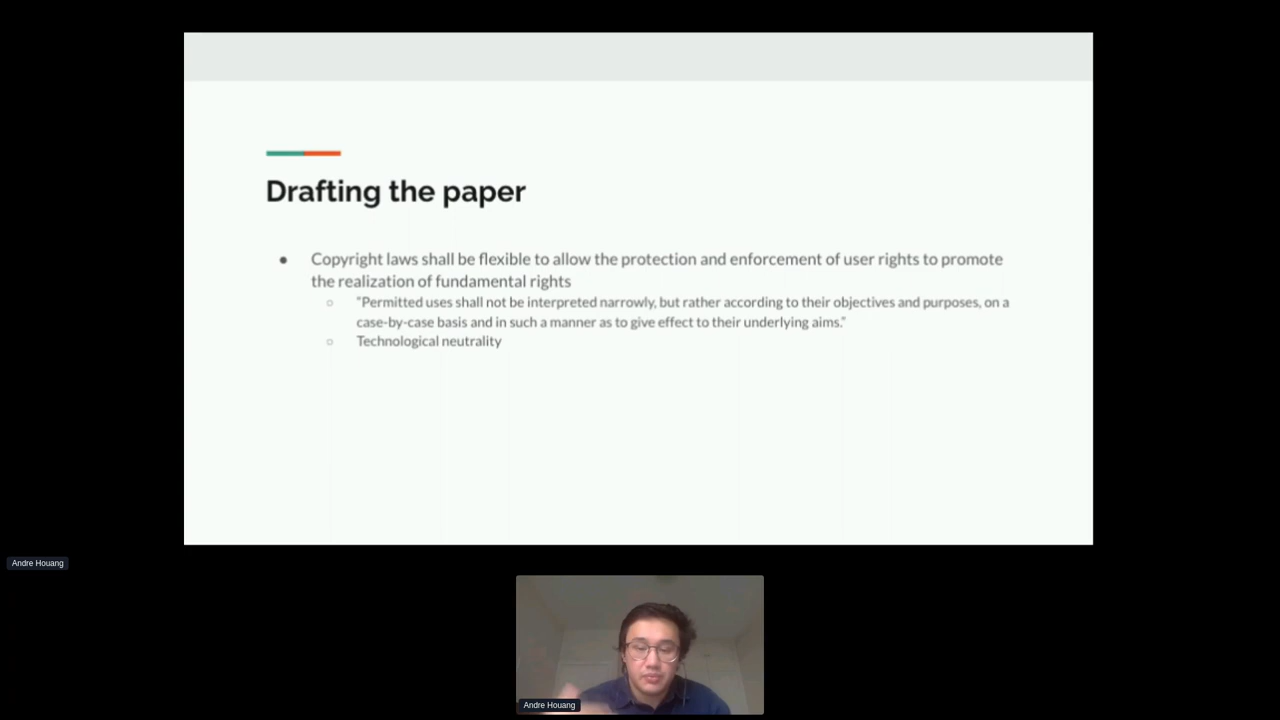 Drafting the paper
● Copyright laws shall be flexible to allow the protection and enforcement of user rights to promote
the realization of fundamental rights
○ “Permitted uses shall not be interpreted narrowly, but rather according to their objectives and purposes, on a
case-by-case basis and in such a manner as to give effect to their underlying aims.”
○ Technological neutrality
Andre Houang
Andre Houang